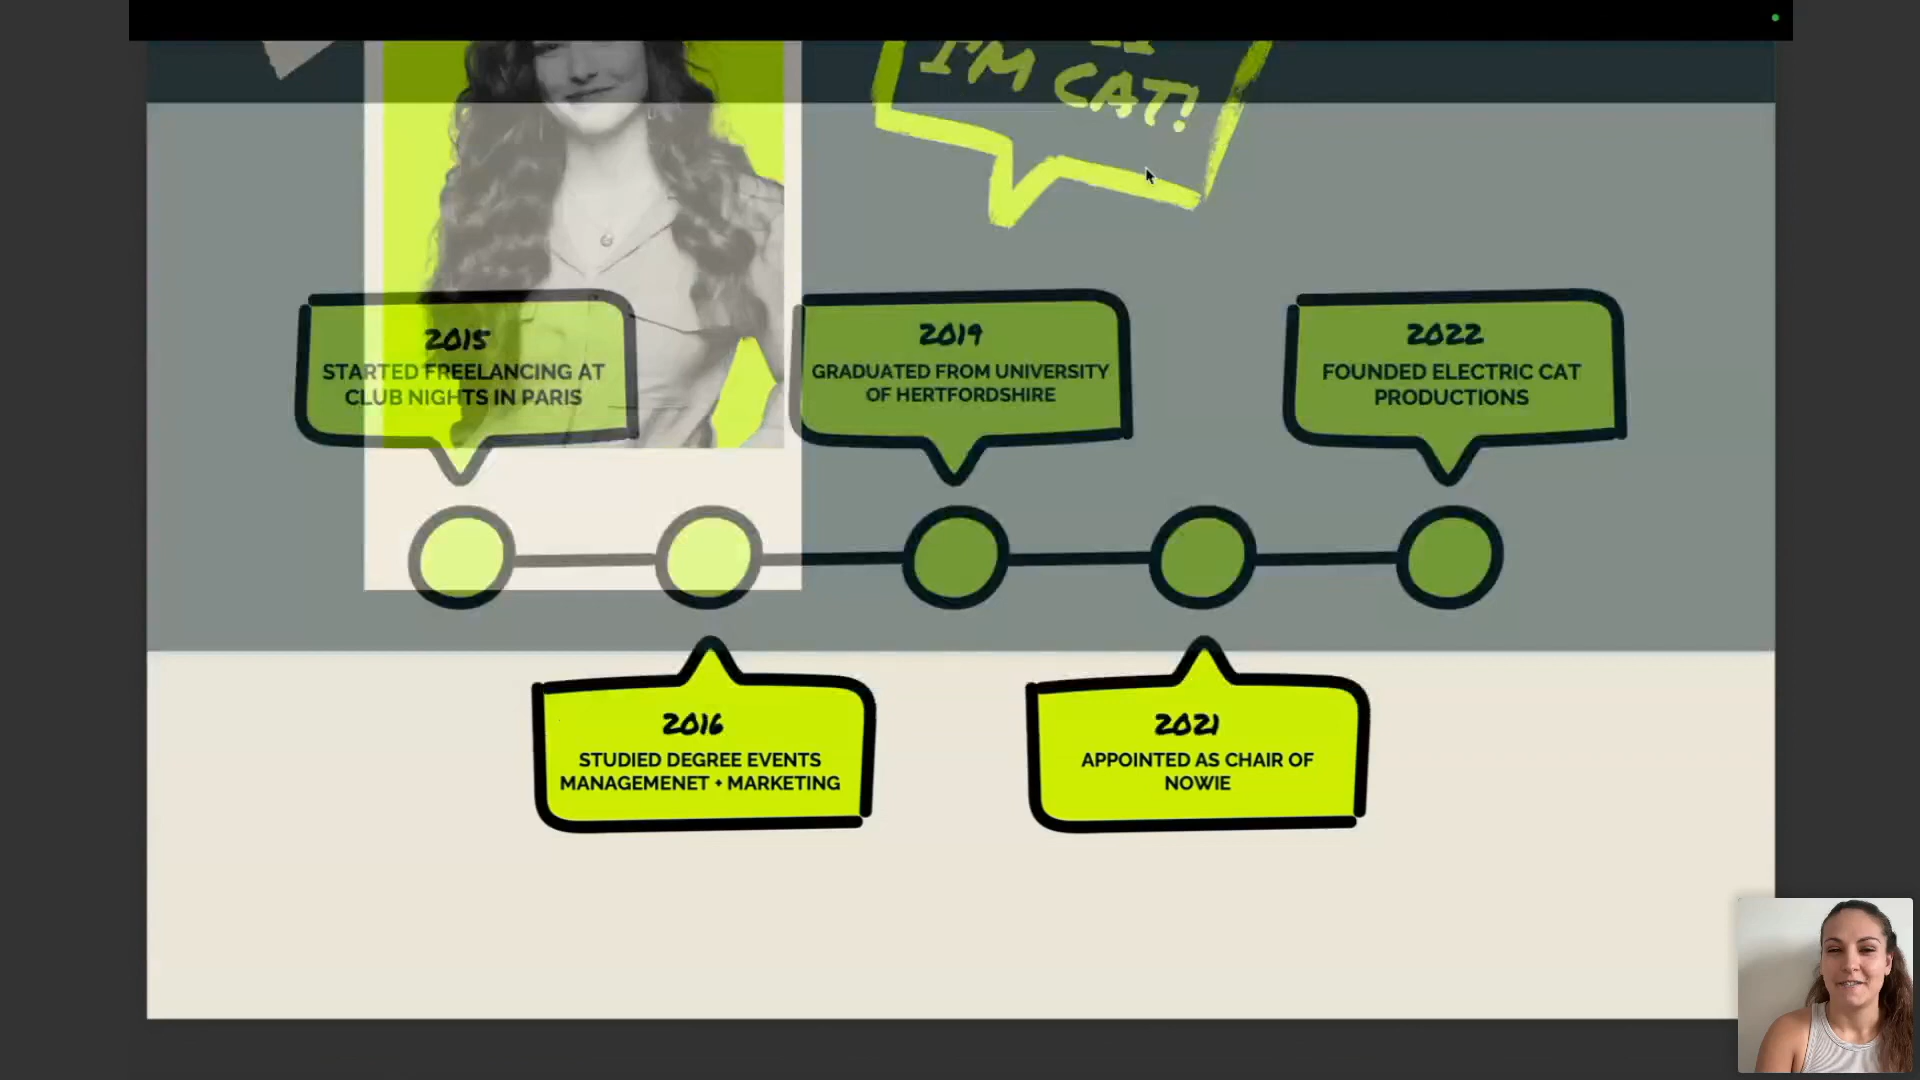 I'M CAT!
2015
STARTED FREELANCING AT
CLUB NIGHTS IN PARIS
2019
GRADUATED FROM UNIVERSITY
OF HERTFORDSHIRE
2022
FOUNDED ELECTRIC CAT
PRODUCTIONS
2016
STUDIED DEGREE EVENTS
MANAGEMENET + MARKETING
2021
APPOINTED AS CHAIR OF
NOWIE